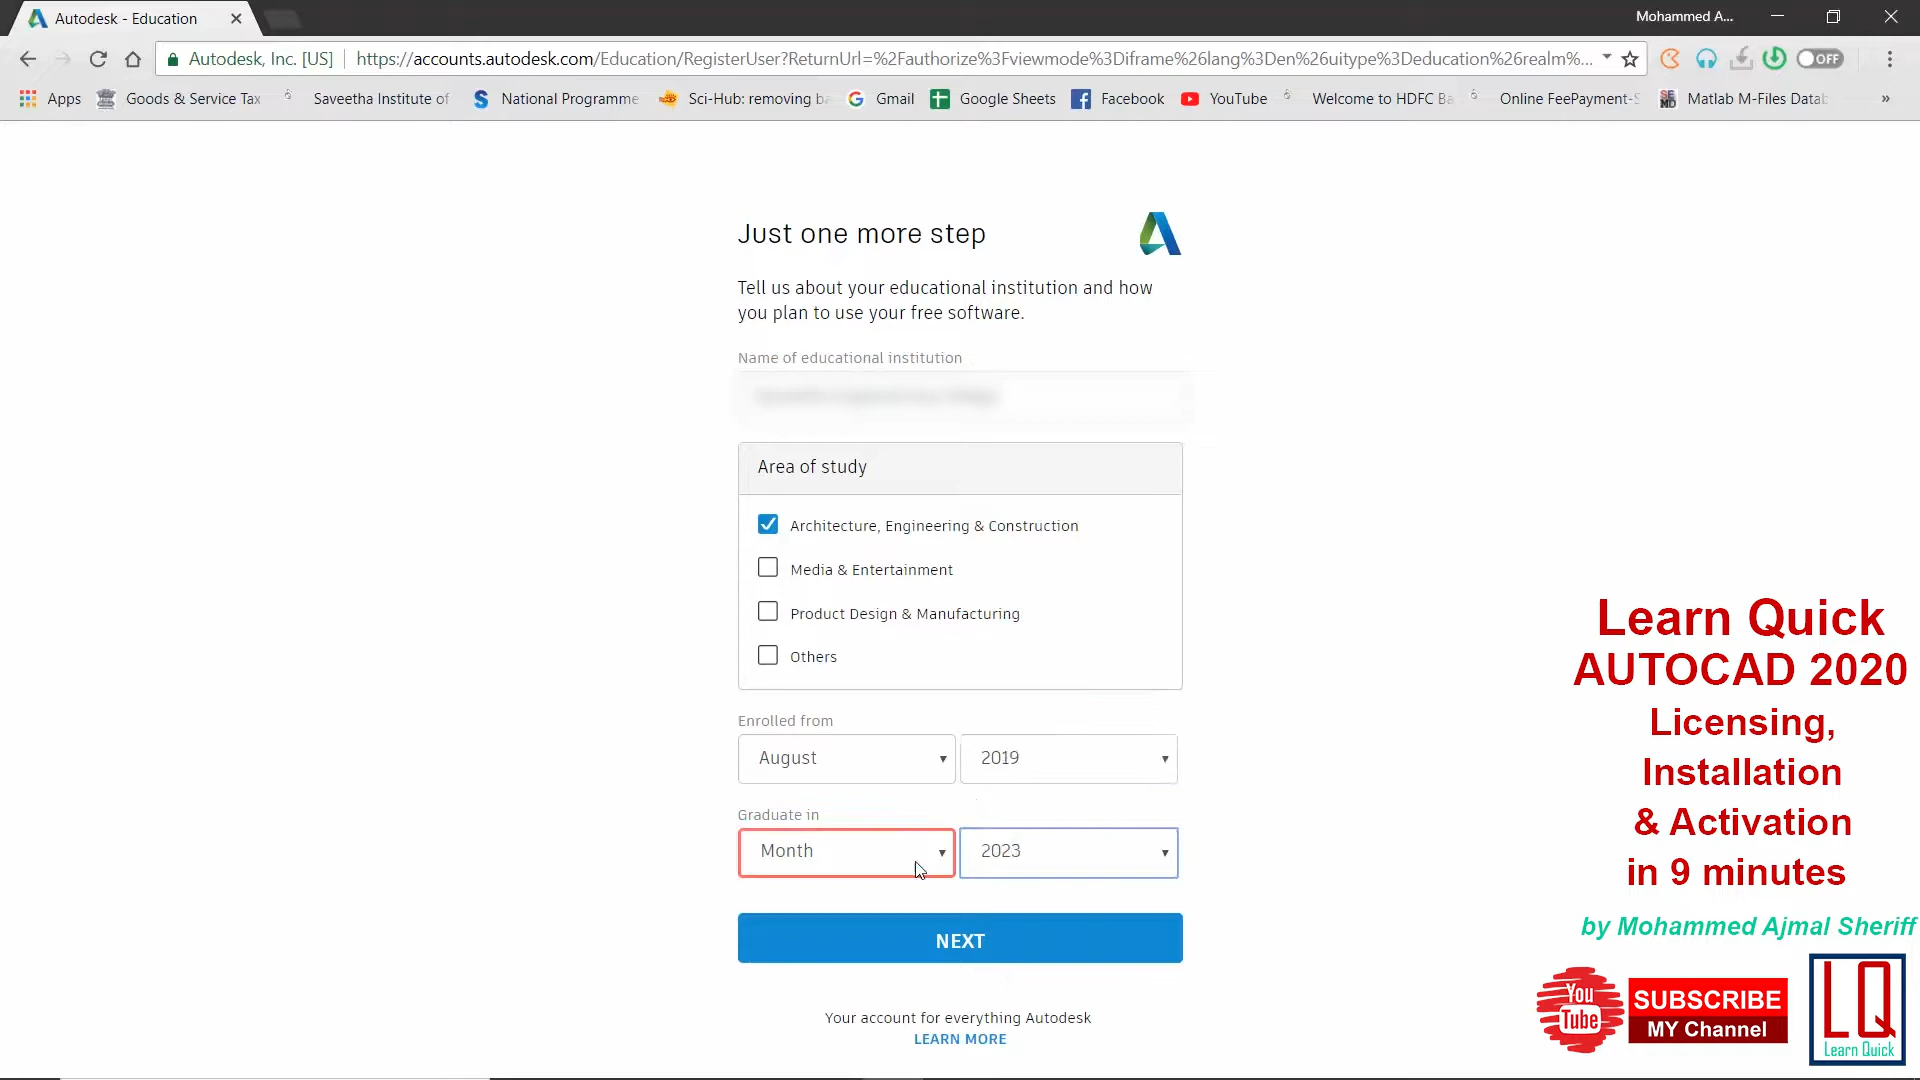 Autodesk - Education
Mohammed A...
Autodesk, Inc. [US]
https://accounts.autodesk.com/Education/RegisterUser?ReturnUrl=%2Fauthorize%3Fviewmode%3Diframe%26lang%3Den%26uitype%3Deducation%26realm%...
OFF
Apps
Goods & Service Tax
Saveetha Institute of
National Programme
Sci-Hub: removing ba
Gmail
Google Sheets
Facebook
YouTube
Welcome to HDFC Ba
Online FeePayment-S
Matlab M-Files Datab
»
Just one more step
Tell us about your educational institution and how
you plan to use your free software.
Name of educational institution
Area of study
Architecture, Engineering & Construction
Media & Entertainment
Product Design & Manufacturing
Others
Enrolled from
August
2019
Graduate in
Month
2023
NEXT
Your account for everything Autodesk
LEARN MORE
Learn Quick
AUTOCAD 2020
Licensing,
Installation
& Activation
in 9 minutes
by Mohammed Ajmal Sheriff
You
Tube
SUBSCRIBE
MY Channel
LQ
Learn Quick